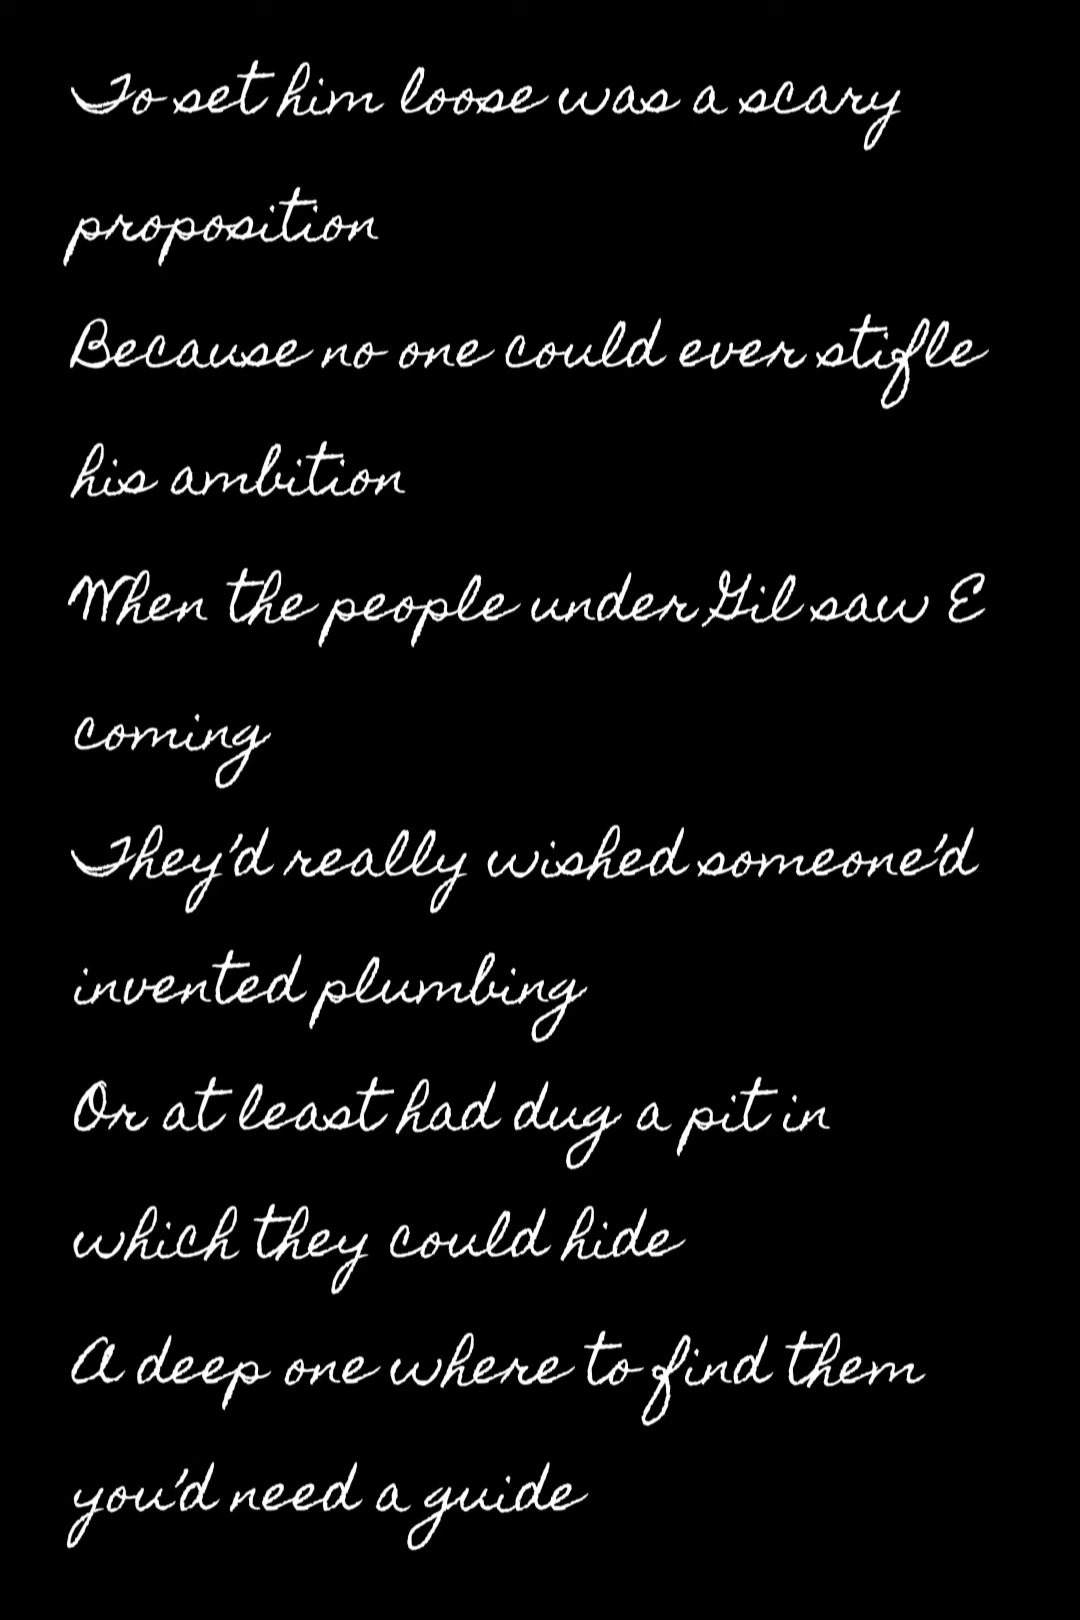 To set him loose was a scary
proposition
Because no one could ever stifle
his ambition
When the people under Gil saw E
coming
They'd really wished someone'd
invented plumbing
Or at least had dug a pit in
which they could hide
A deep one where to find them
you'd need a guide